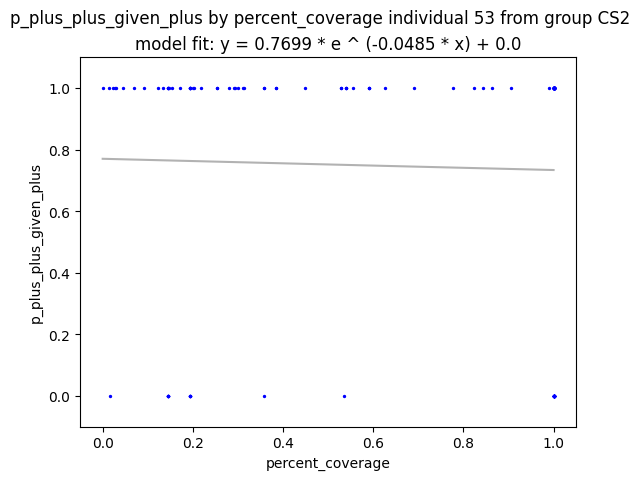 p_plus_plus_given_plus by percent_coverage individual 53 from group CS2
model fit: y = 0.7699 * e ^ (-0.0485 * x) + 0.0
1.0
0.8
0.6
0.4
0.2
0.0
p_plus_plus_given_plus
0.0 0.2 0.4 0.6 0.8 1.0
percent_coverage